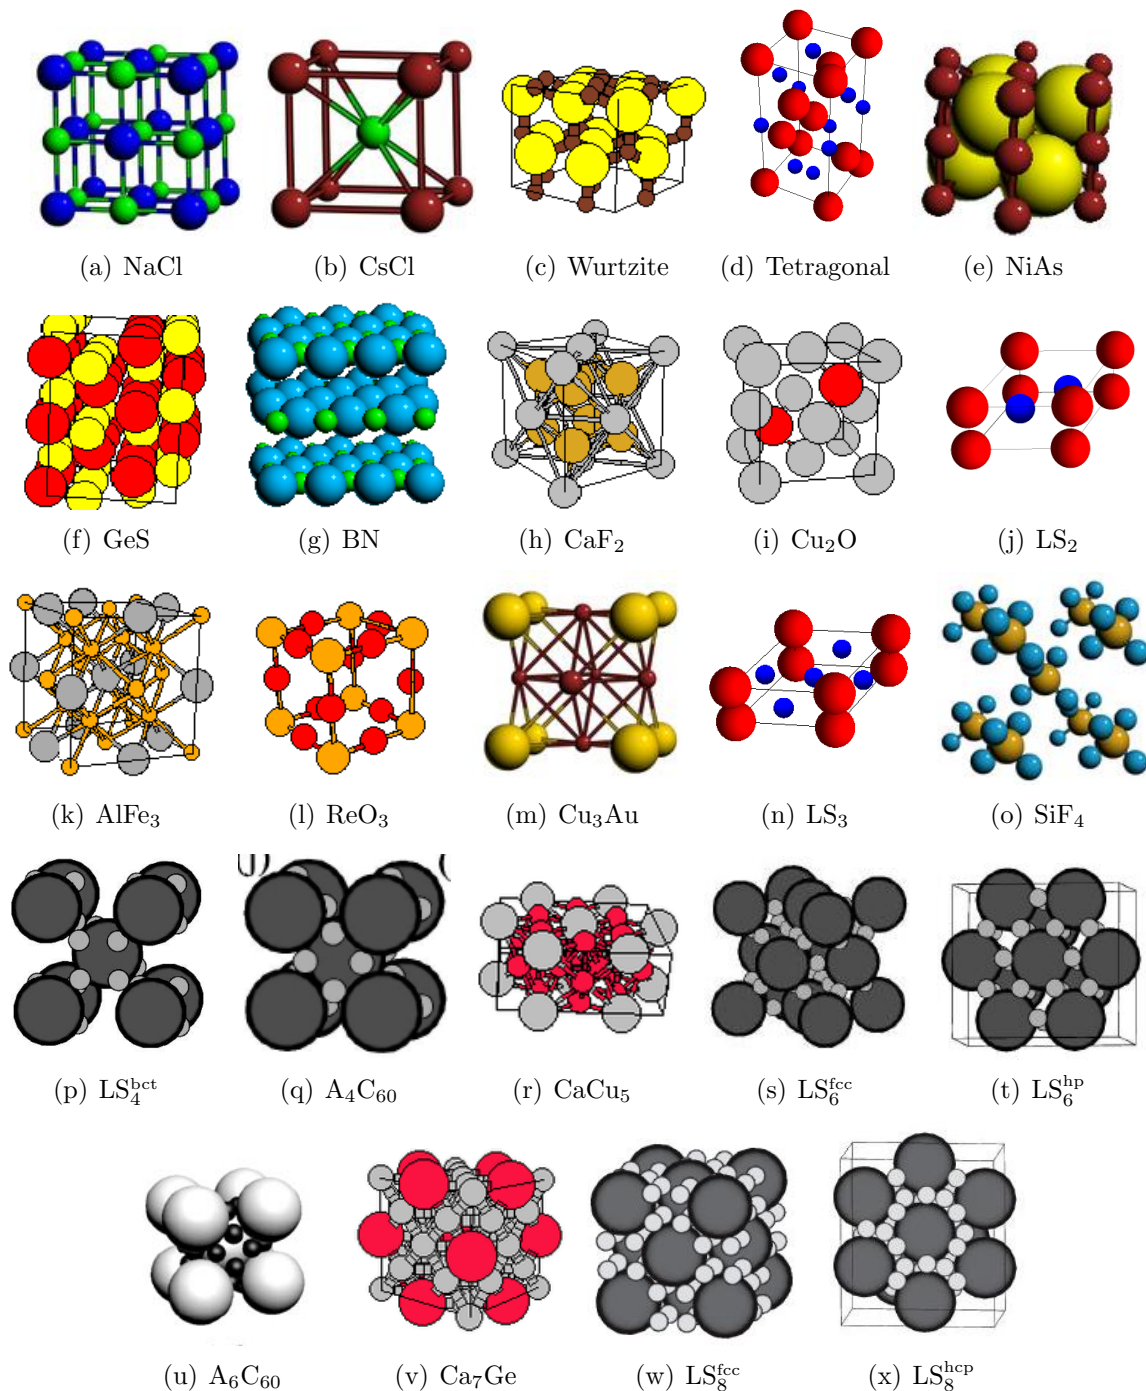 (a) NaCl (b) CsCl (c) Wurtzite (d) Tetragonal (e) NiAs
(f) GeS (g) BN (h) CaF₂ (i) Cu₂O (j) LS₂
(k) AlFe₃ (l) ReO₃ (m) Cu₃Au (n) LS₃ (o) SiF₄
J) (
(p) LS₄ᵇᶜᵗ (q) A₄C₆₀ (r) CaCu₅ (s) LS₆ᶠᶜᶜ (t) LS₆ʰᵖ
(u) A₆C₆₀ (v) Ca₇Ge (w) LS₈ᶠᶜᶜ (x) LS₈ʰᶜᵖ